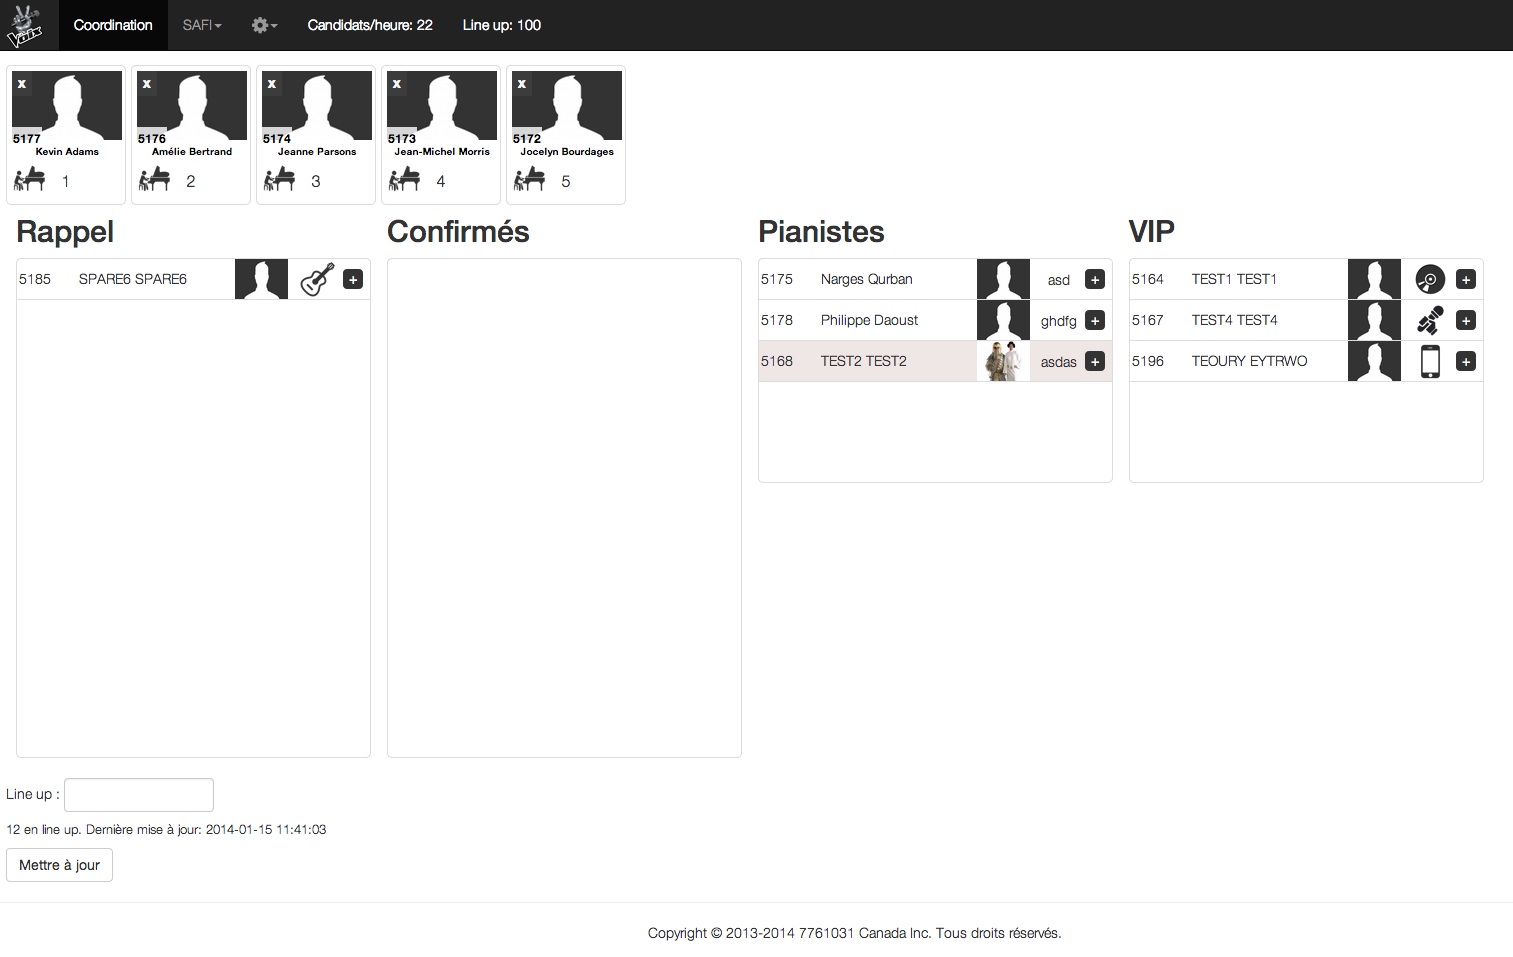 Voix
Coordination SAFI Candidats/heure: 22 Line up: 100
x x x x x
5177 5176 5174 5173 5172
Kevin Adams Amélie Bertrand Jeanne Parsons Jean-Michel Morris Jocelyn Bourdages
1 2 3 4 5
Rappel Confirmés Pianistes VIP
5185 SPARE6 SPARE6 + 5175 Narges Qurban asd + 5164 TEST1 TEST1 +
5178 Philippe Daoust ghdfg + 5167 TEST4 TEST4 +
5168 TEST2 TEST2 asdas + 5196 TEOURY EYTRWO +
Line up :
12 en line up. Dernière mise à jour: 2014-01-15 11:41:03
Mettre à jour
Copyright © 2013-2014 7761031 Canada Inc. Tous droits réservés.